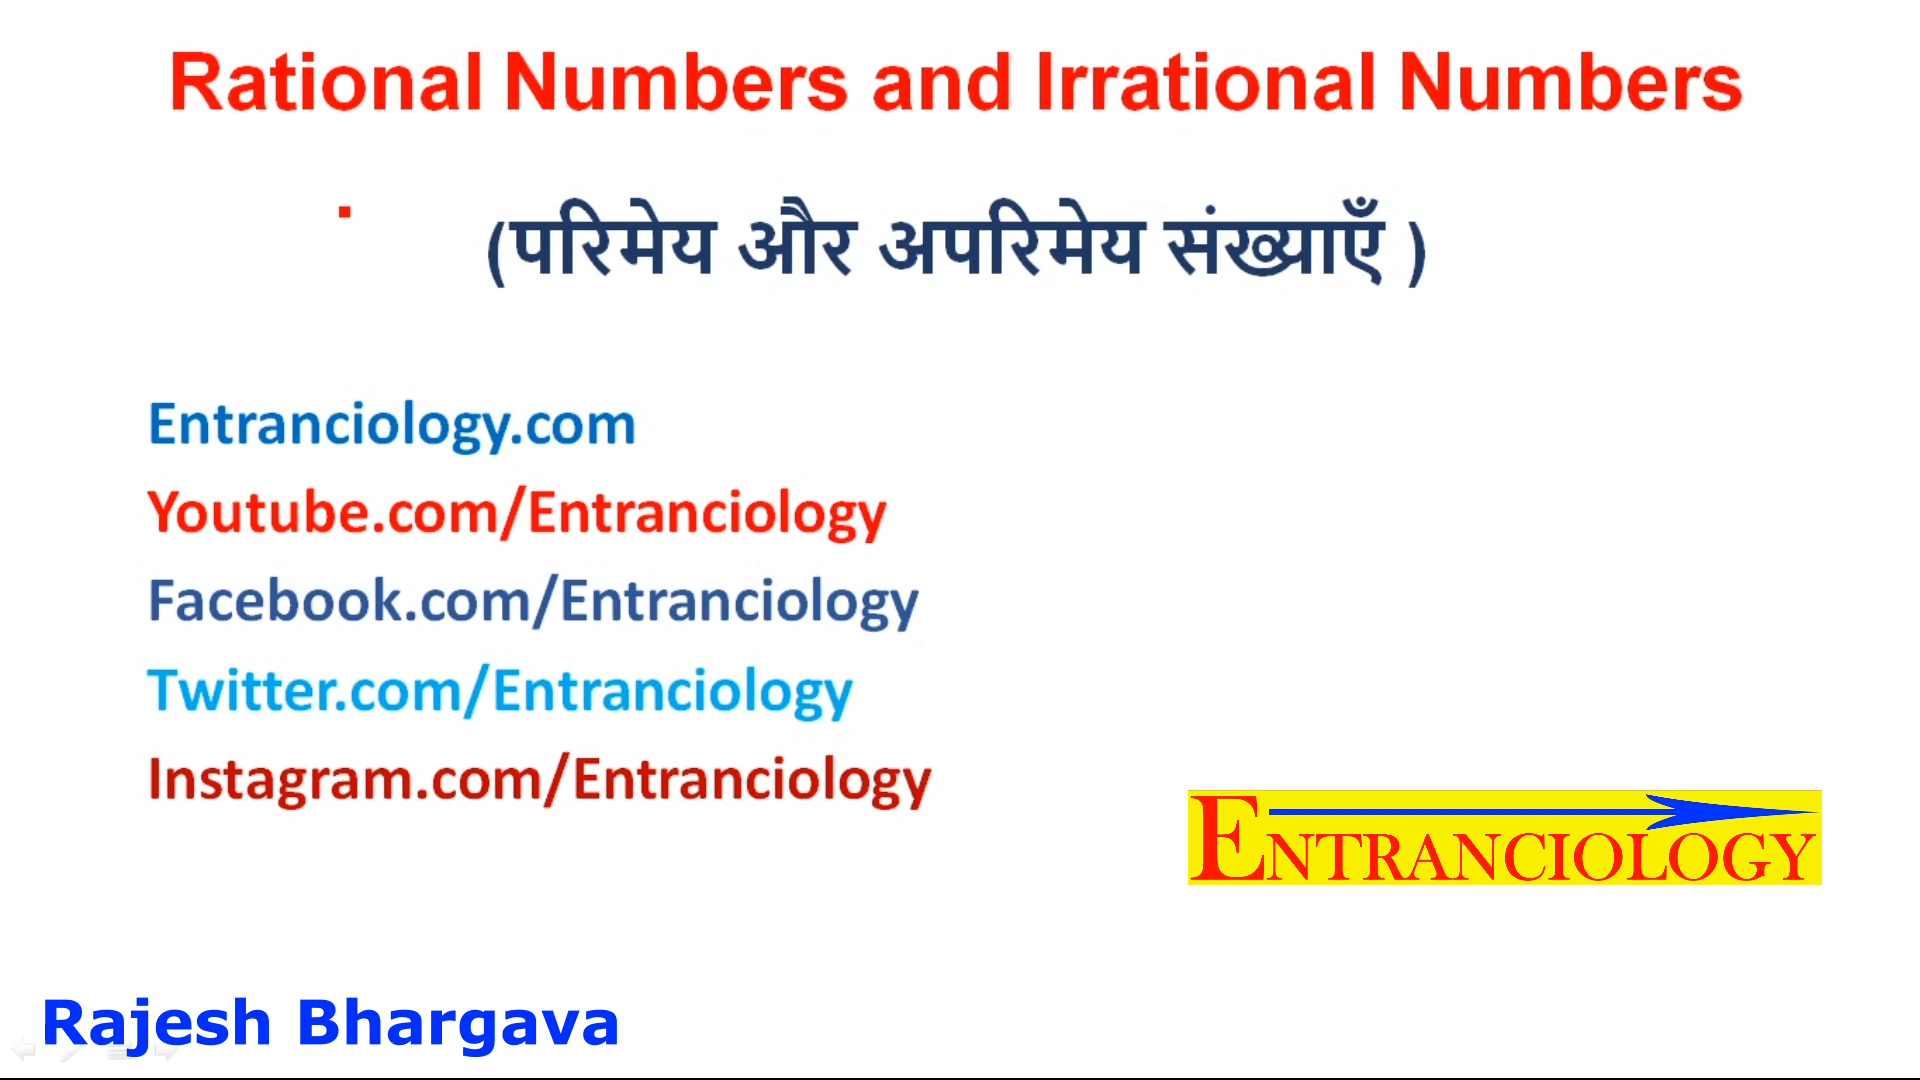 Rational Numbers and Irrational Numbers
(परिमेय और अपरिमेय संख्याएँ )
Entranciology.com
Youtube.com/Entranciology
Facebook.com/Entranciology
Twitter.com/Entranciology
Instagram.com/Entranciology
ENTRANCIOLOGY
Rajesh Bhargava